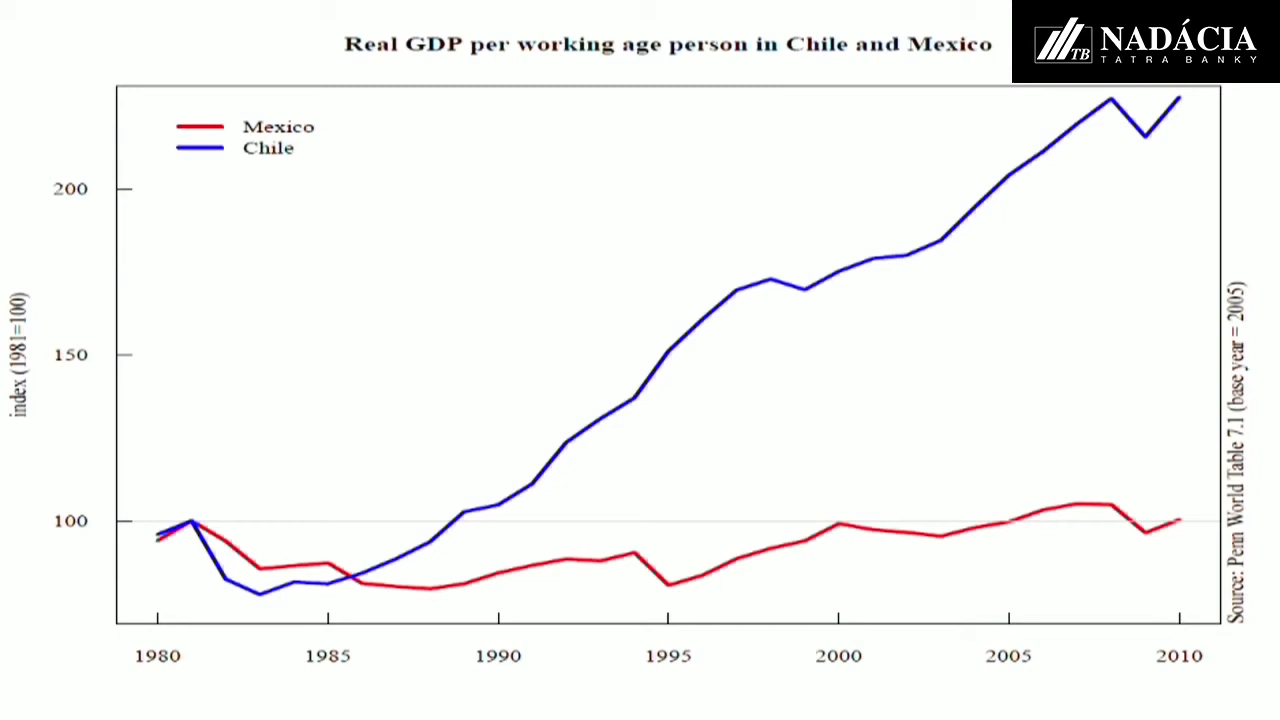 Real GDP per working age person in Chile and Mexico
TB
NADÁCIA
TATRA BANKY
Mexico
Chile
200
150
100
index (1981=100)
Source: Penn World Table 7.1 (base year = 2005)
1980 1985 1990 1995 2000 2005 2010